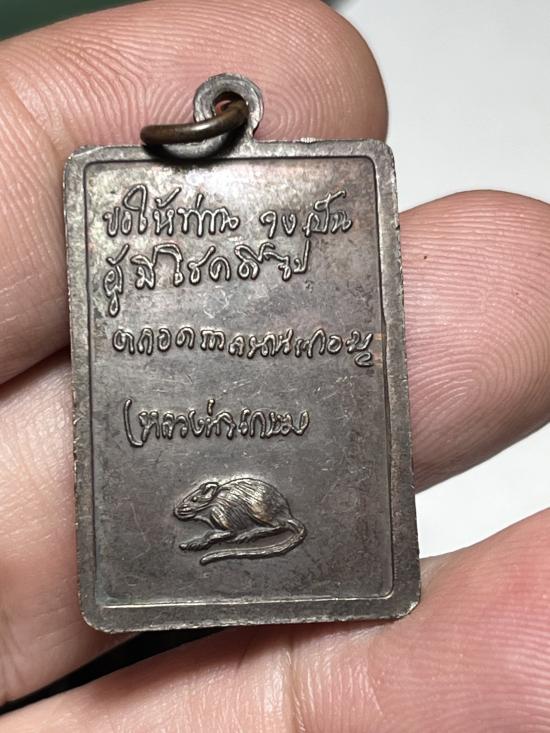 ขอให้ท่าน จงเป็น
ผู้มีโชคดีไป
ตลอดกาลนานเทอญ
(หลวงพ่อเกษม